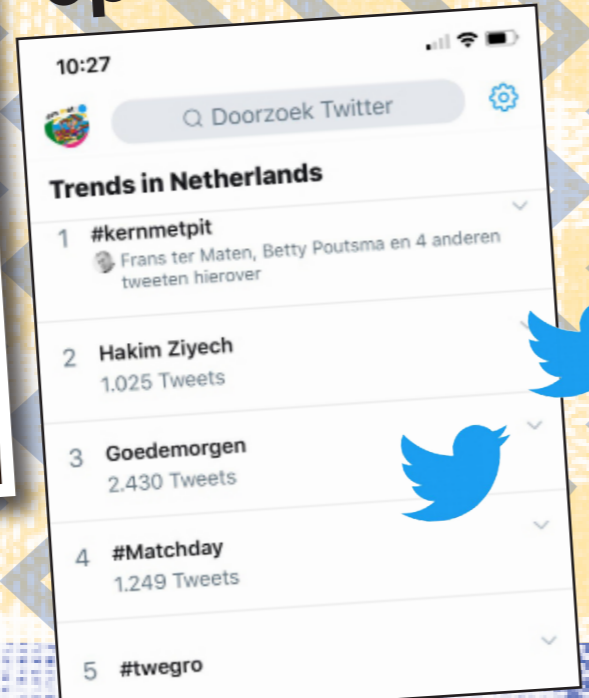 op
10:27
Doorzoek Twitter
Trends in Netherlands
1 #kernmetpit
Frans ter Maten, Betty Poutsma en 4 anderen
tweeten hierover
2 Hakim Ziyech
1.025 Tweets
3 Goedemorgen
2.430 Tweets
4 #Matchday
1.249 Tweets
5 #twegro